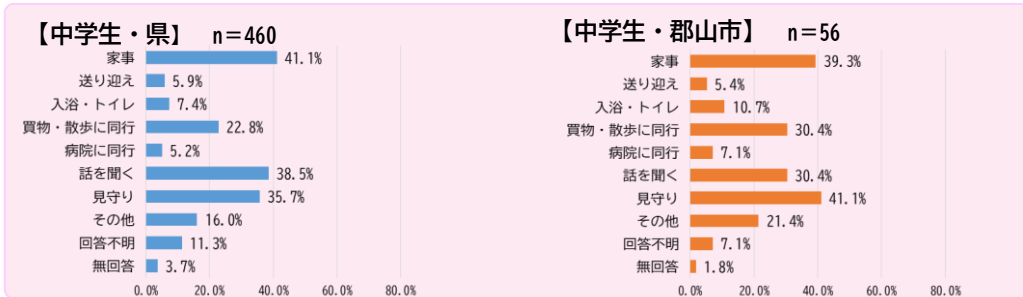 【中学生・県】 n=460
家事 41.1%
送り迎え 5.9%
入浴・トイレ 7.4%
買物・散歩に同行 22.8%
病院に同行 5.2%
話を聞く 38.5%
見守り 35.7%
その他 16.0%
回答不明 11.3%
無回答 3.7%
0.0% 20.0% 40.0% 60.0% 80.0%
【中学生・郡山市】 n=56
家事 39.3%
送り迎え 5.4%
入浴・トイレ 10.7%
買物・散歩に同行 30.4%
病院に同行 7.1%
話を聞く 30.4%
見守り 41.1%
その他 21.4%
回答不明 7.1%
無回答 1.8%
0.0% 20.0% 40.0% 60.0% 80.0%